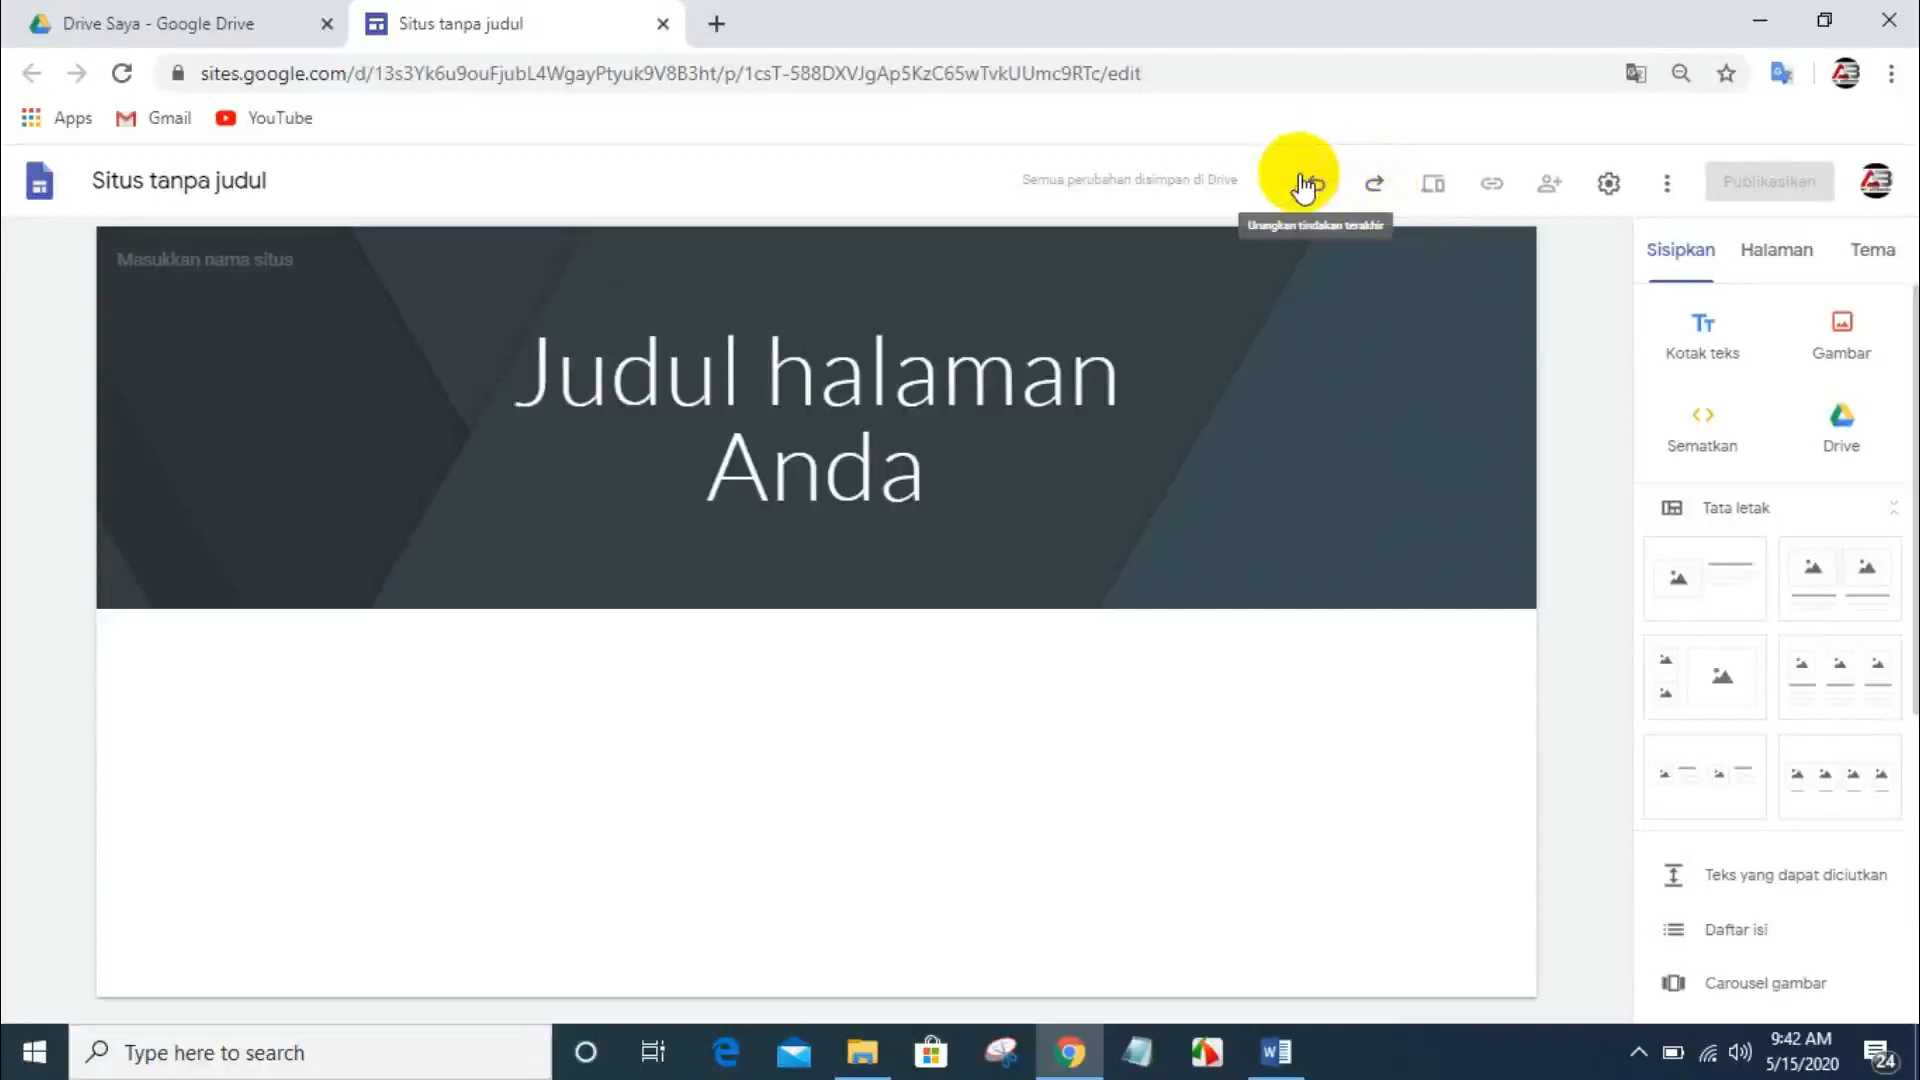 Drive Saya - Google Drive
Situs tanpa judul
sites.google.com/d/13s3Yk6u9ouFjubL4WgayPtyuk9V8B3ht/p/1csT-588DXVJgAp5KzC65wTvkUUmc9RTc/edit
Apps
Gmail
YouTube
Situs tanpa judul
Semua perubahan disimpan di Drive
Publikasikan
Urungkan tindakan terakhir
Masukkan nama situs
Judul halaman
Anda
Sisipkan
Halaman
Tema
Kotak teks
Gambar
Sematkan
Drive
Tata letak
Teks yang dapat diciutkan
Daftar isi
Carousel gambar
Type here to search
9:42 AM
5/15/2020
24